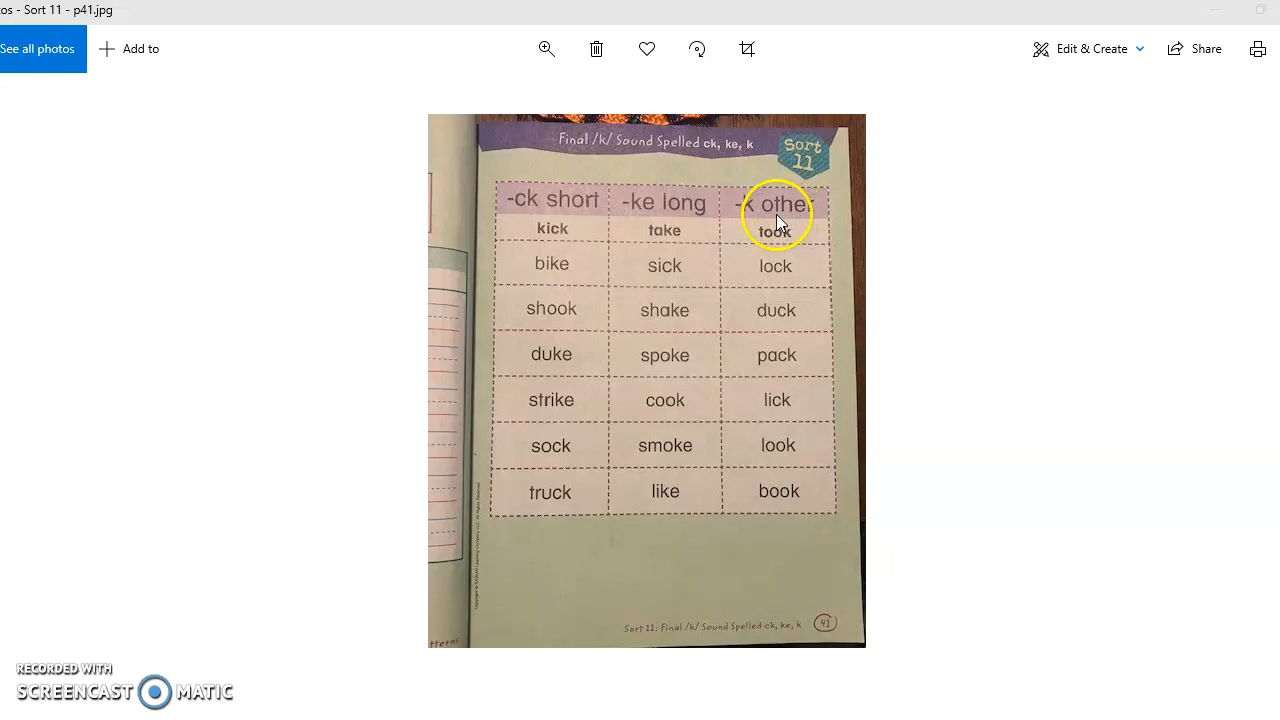 os - Sort 11 - p41.jpg
See all photos
Add to
Edit & Create
Share
Final /k/ Sound Spelled ck, ke, k
Sort 11
-ck short -ke long -k other
kick take took
bike sick lock
shook shake duck
duke spoke pack
strike cook lick
sock smoke look
truck like book
Sort 11: Final /k/ Sound Spelled ck, ke, k 41
RECORDED WITH
SCREENCAST MATIC